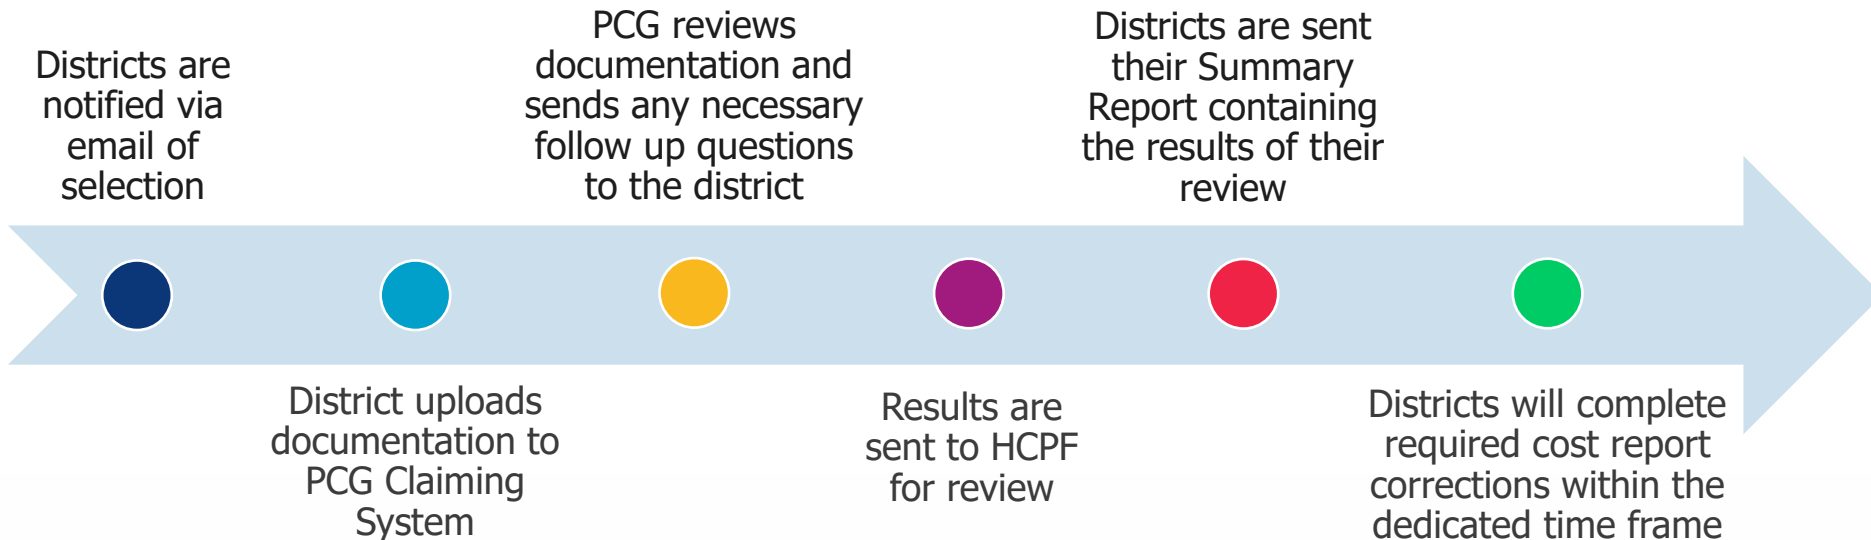 Districts are
notified via
email of
selection
District uploads
documentation to
PCG Claiming
System
PCG reviews
documentation and
sends any necessary
follow up questions
to the district
Results are
sent to HCPF
for review
Districts are sent
their Summary
Report containing
the results of their
review
Districts will complete
required cost report
corrections within the
dedicated time frame